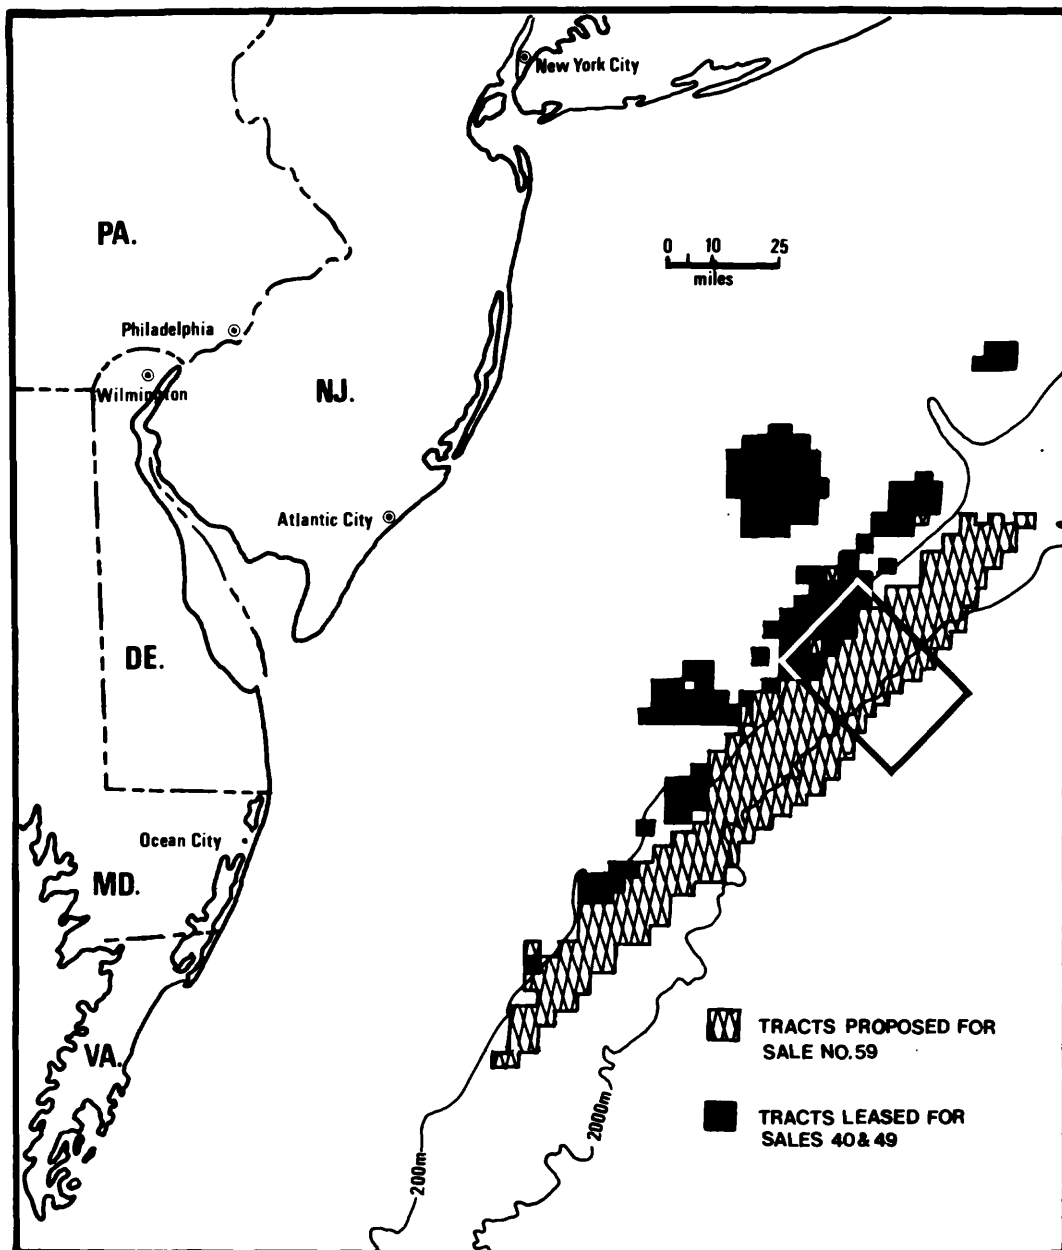 New York City
PA.
0 10 25
miles
Philadelphia
Wilmington
NJ.
Atlantic City
DE.
Ocean City
MD.
VA.
TRACTS PROPOSED FOR
SALE NO.59
TRACTS LEASED FOR
SALES 40 & 49
200m
2000m